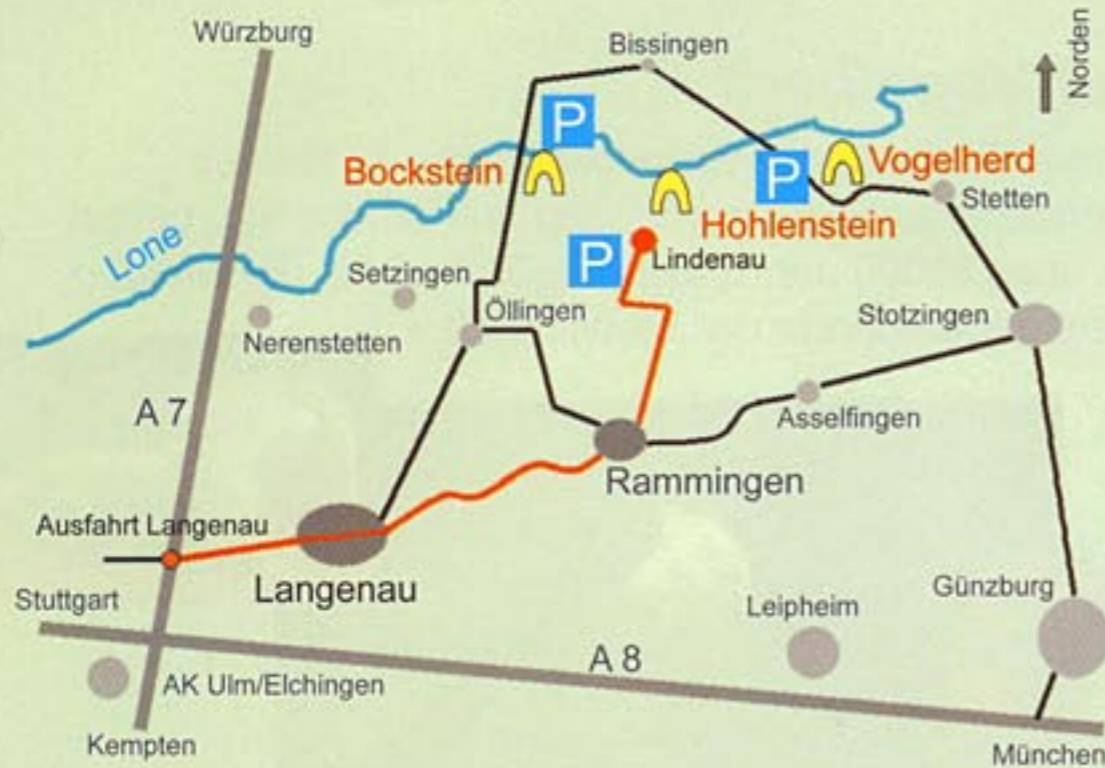 Würzburg
Bissingen
Norden
P
Bockstein
P
Vogelherd
Stetten
Hohlenstein
Lone
P
Lindenau
Setzingen
Öllingen
Stotzingen
Nerenstetten
A 7
Asselfingen
Rammingen
Ausfahrt Langenau
Langenau
Stuttgart
Günzburg
Leipheim
A 8
AK Ulm/Elchingen
Kempten
München